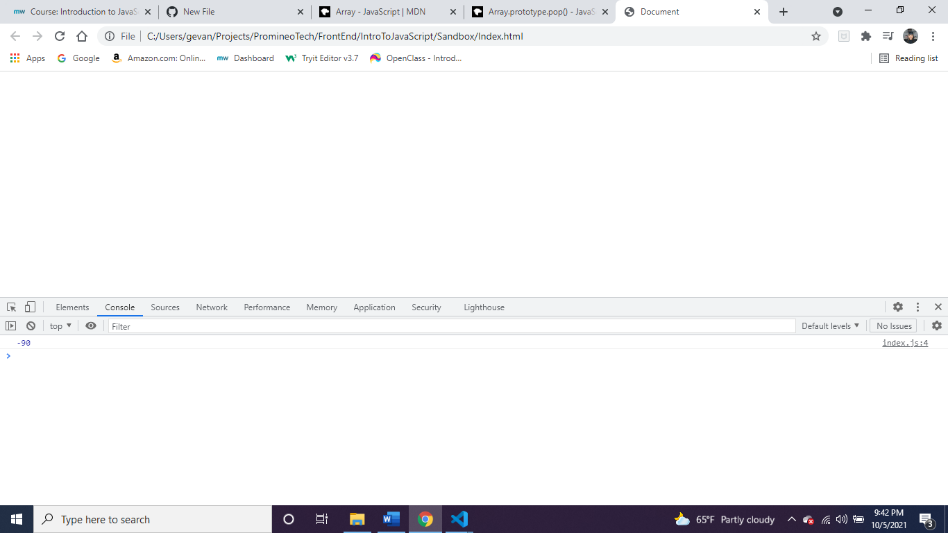 Course: Introduction to JavaS
New File
Array - JavaScript | MDN
Array.prototype.pop() - JavaS
Document
File
C:/Users/gevan/Projects/PromineoTech/FrontEnd/IntroToJavaScript/Sandbox/Index.html
Apps
Google
Amazon.com: Onlin...
Dashboard
Tryit Editor v3.7
OpenClass - Introd...
Reading list
Elements
Console
Sources
Network
Performance
Memory
Application
Security
Lighthouse
top
Filter
Default levels
No Issues
-90
index.js:4
Type here to search
65°F Partly cloudy
9:42 PM
10/5/2021
3